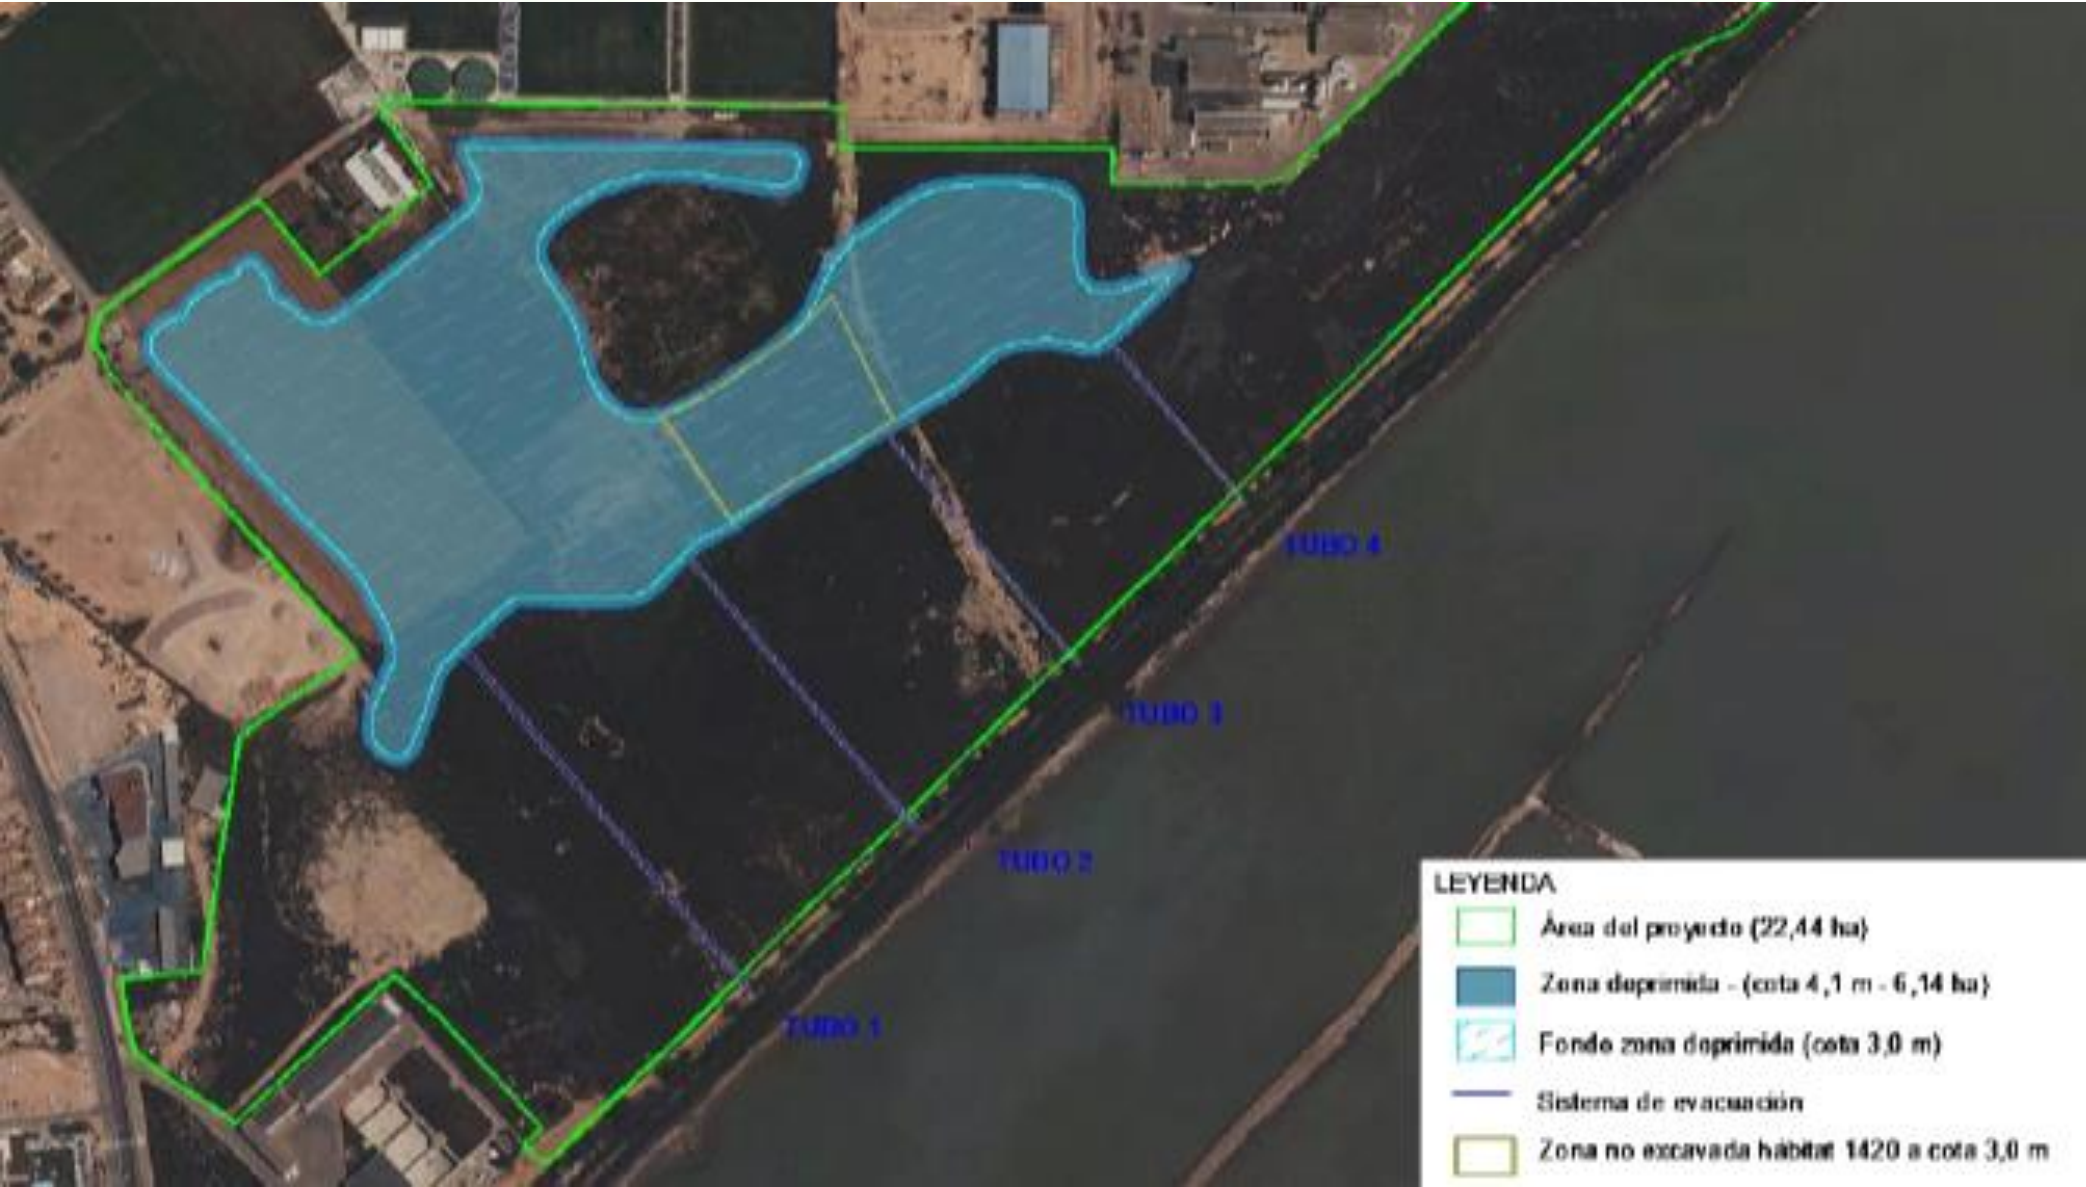 TUBO 4
TUBO 3
TUBO 2
TUBO 1
LEYENDA
Área del proyecto (22,44 ha)
Zona deprimida - (cota 4,1 m - 6,14 ha)
Fondo zona deprimida (cota 3,0 m)
Sistema de evacuación
Zona no excavada hábitat 1420 a cota 3,0 m